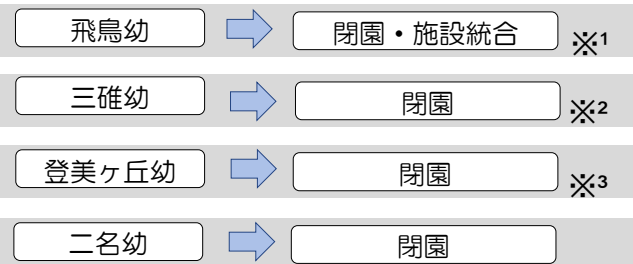 飛鳥幼 閉園・施設統合 ※1
三碓幼 閉園 ※2
登美ヶ丘幼 閉園 ※3
二名幼 閉園